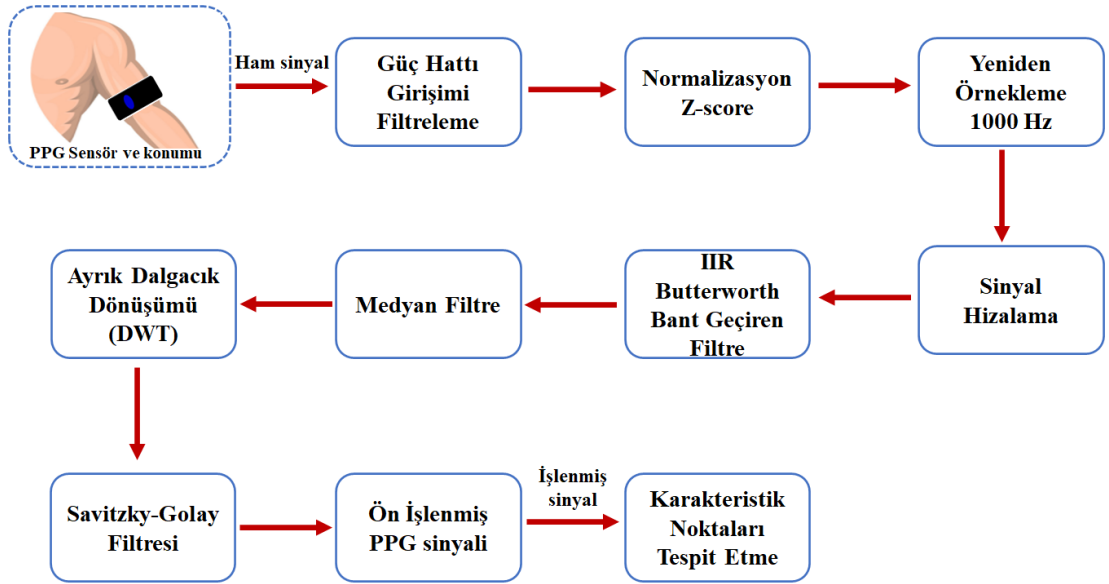 PPG Sensör ve konumu
Ham sinyal
Güç Hattı
Girişimi
Filtreleme
Normalizasyon
Z-score
Yeniden
Örnekleme
1000 Hz
Sinyal
Hizalama
IIR
Butterworth
Bant Geçiren
Filtre
Medyan Filtre
Ayrık Dalgacık
Dönüşümü
(DWT)
Savitzky-Golay
Filtresi
Ön İşlenmiş
PPG sinyali
İşlenmiş
sinyal
Karakteristik
Noktaları
Tespit Etme